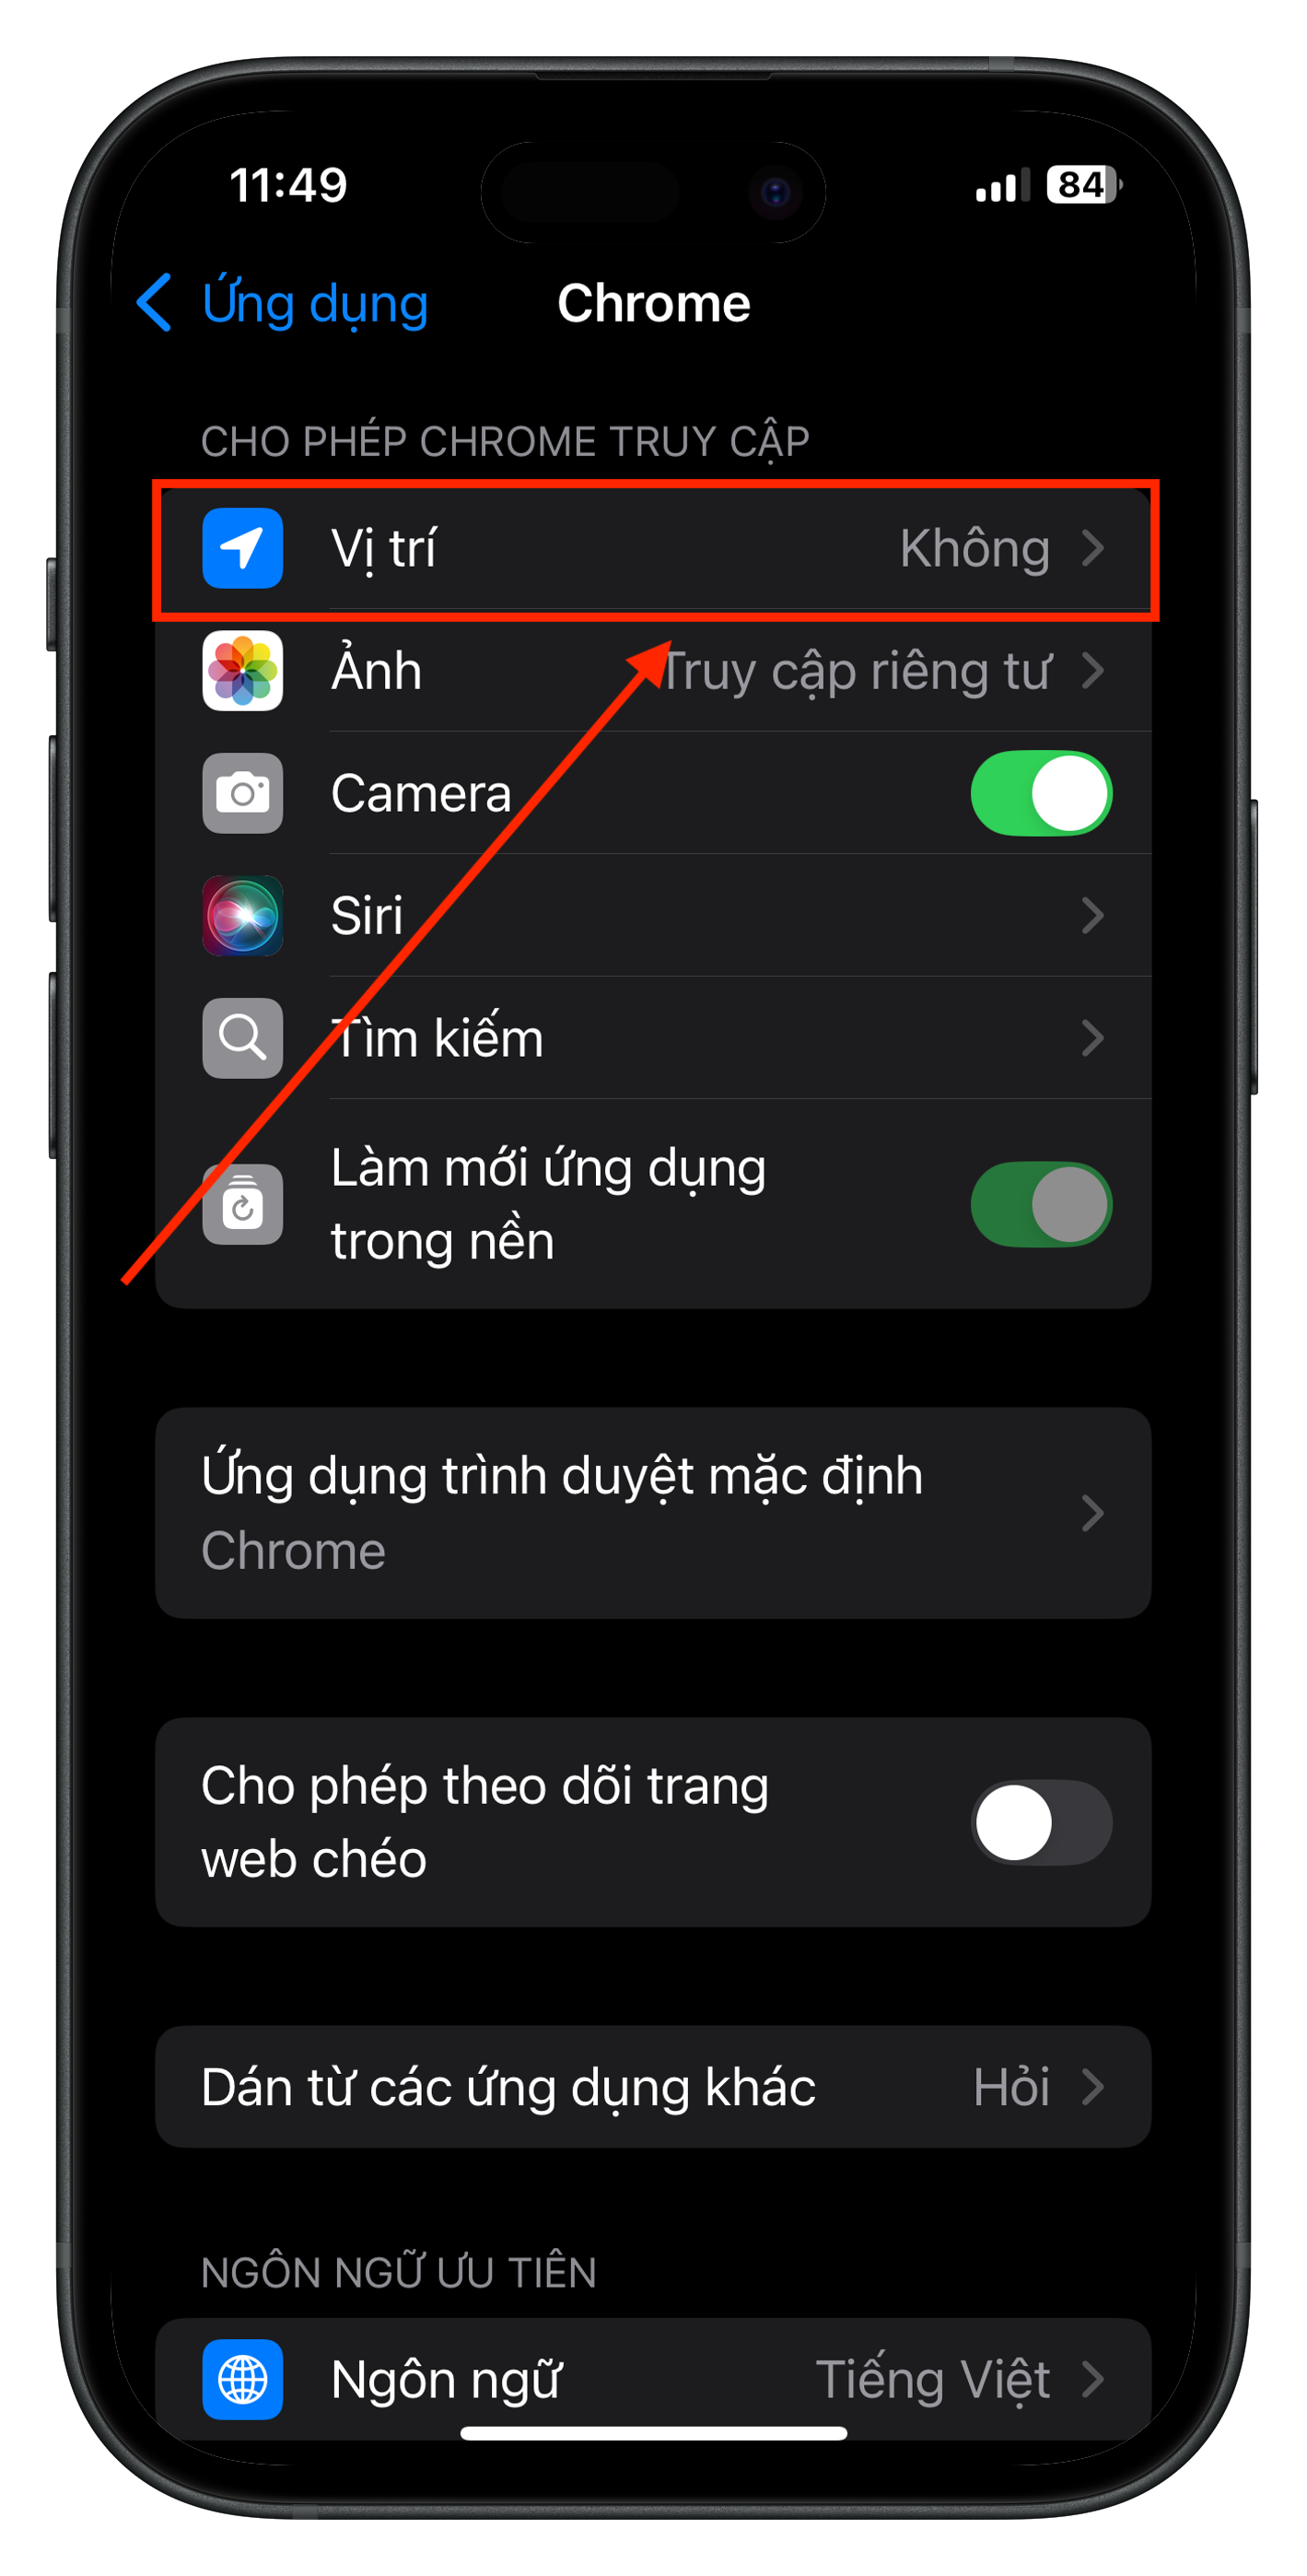 11:49
84
Ứng dụng
Chrome
CHO PHÉP CHROME TRUY CẬP
Vị trí
Không
Ảnh
Truy cập riêng tư
Camera
Siri
Tìm kiếm
Làm mới ứng dụng
trong nền
Ứng dụng trình duyệt mặc định
Chrome
Cho phép theo dõi trang
web chéo
Dán từ các ứng dụng khác
Hỏi
NGÔN NGỮ ƯU TIÊN
Ngôn ngữ
Tiếng Việt